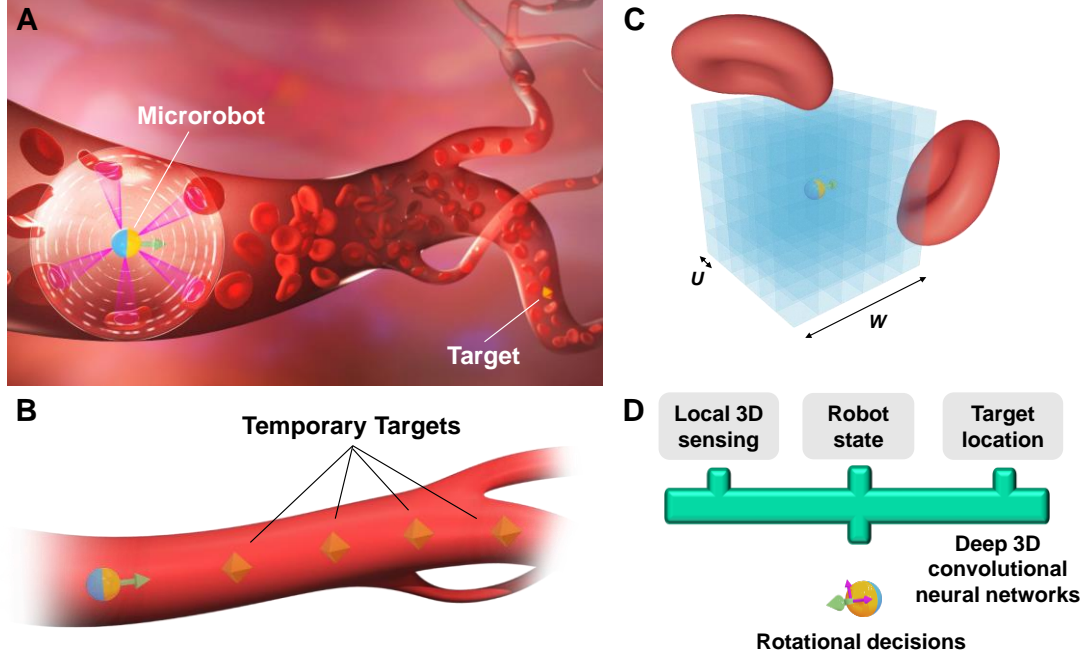 A
Microrobot
Target
B
Temporary Targets
C
U
W
D
Local 3D
sensing
Robot
state
Target
location
Deep 3D
convolutional
neural networks
Rotational decisions